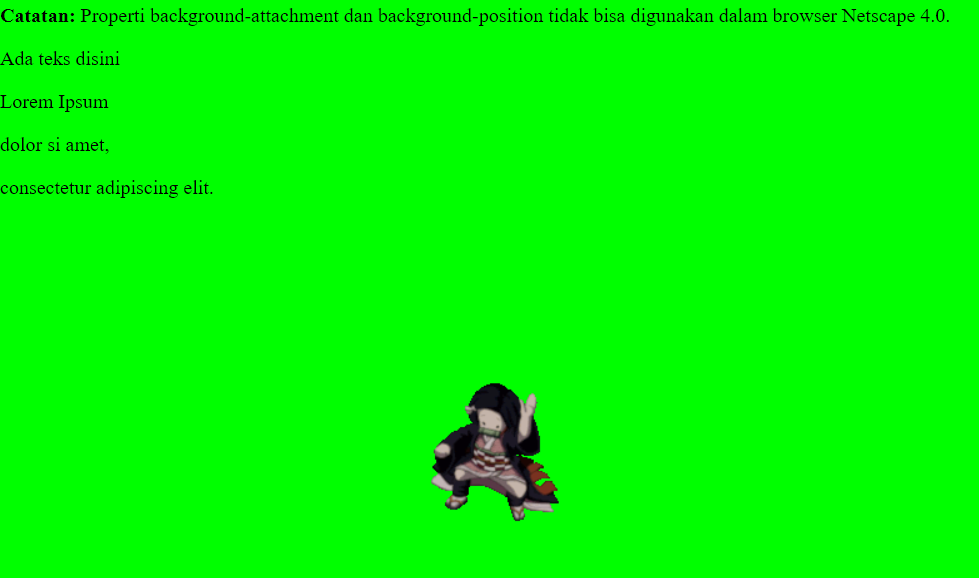 Catatan: Properti background-attachment dan background-position tidak bisa digunakan dalam browser Netscape 4.0.
Ada teks disini
Lorem Ipsum
dolor si amet,
consectetur adipiscing elit.